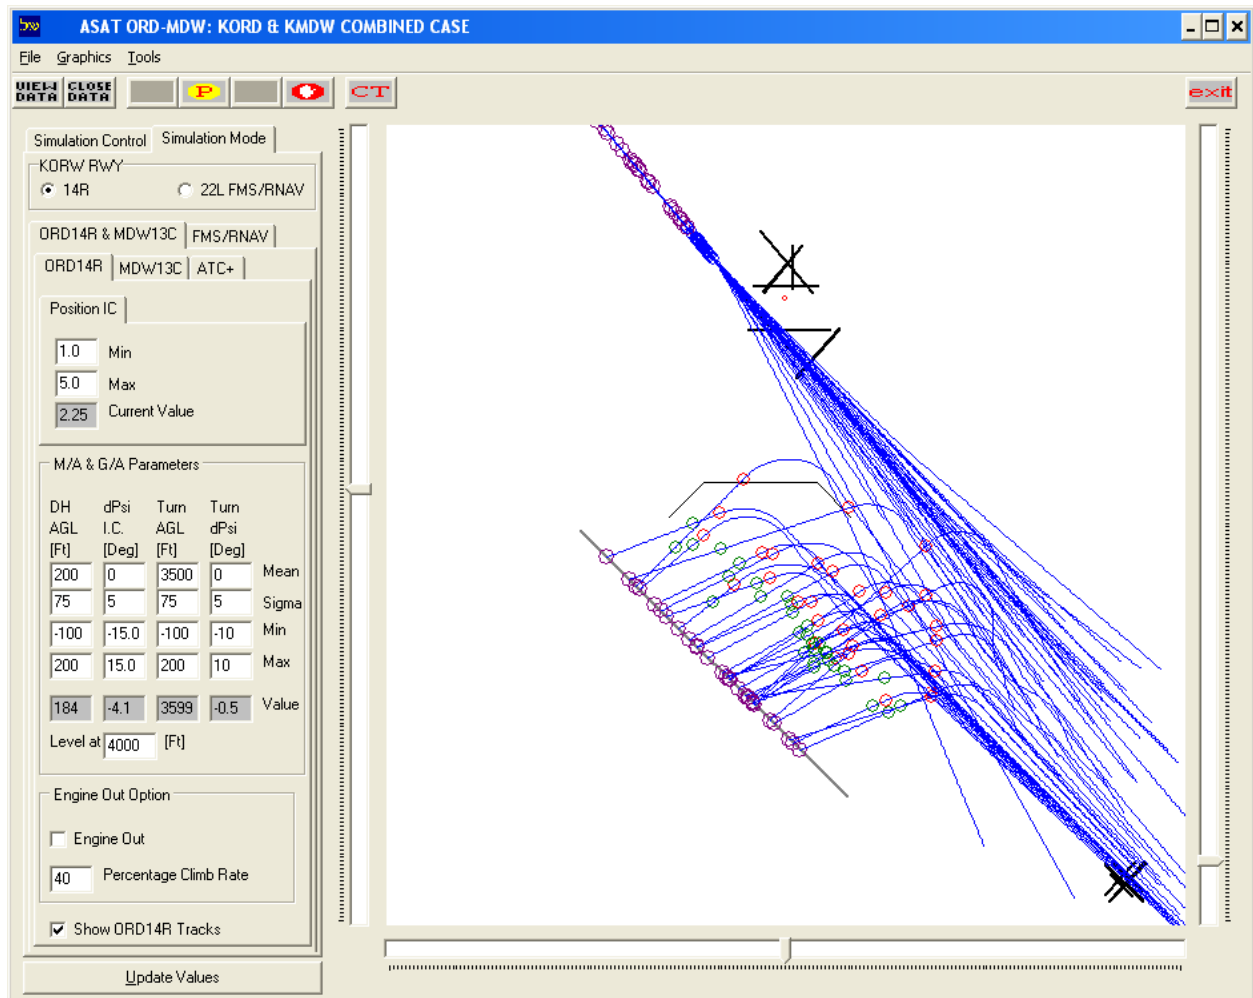 של ASAT ORD-MDW: KORD & KMDW COMBINED CASE
File Graphics Tools
VIEW DATA CLOSE DATA P CT exit
Simulation Control Simulation Mode
KORW RWY
14R 22L FMS/RNAV
ORD14R & MDW13C FMS/RNAV
ORD14R MDW13C ATC+
Position IC
1.0 Min
5.0 Max
2.25 Current Value
M/A & G/A Parameters
DH dPsi Turn Turn
AGL I.C. AGL dPsi
[Ft] [Deg] [Ft] [Deg]
200 0 3500 0 Mean
75 5 75 5 Sigma
-100 -15.0 -100 -10 Min
200 15.0 200 10 Max
184 -4.1 3599 -0.5 Value
Level at 4000 [Ft]
Engine Out Option
Engine Out
40 Percentage Climb Rate
Show ORD14R Tracks
Update Values